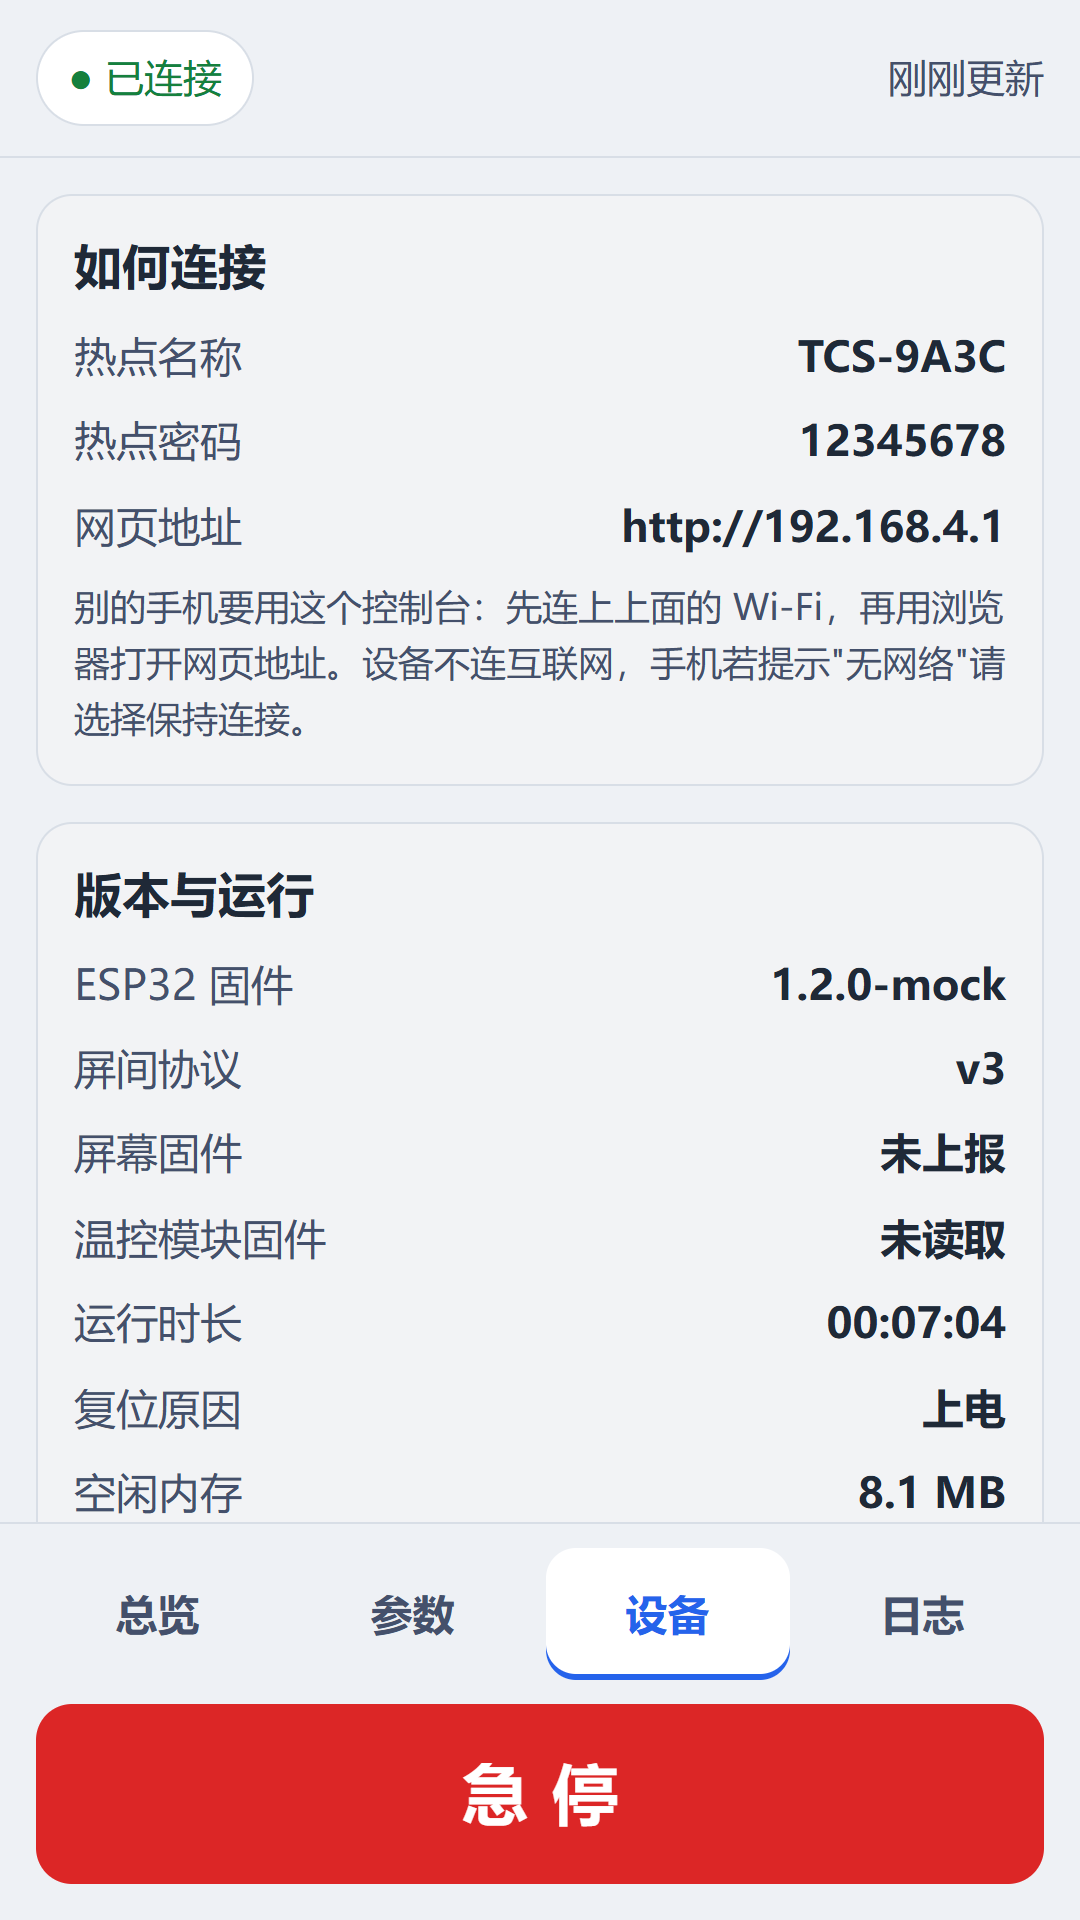 ● 已连接 刚刚更新
如何连接
热点名称 TCS-9A3C
热点密码 12345678
网页地址 http://192.168.4.1
别的手机要用这个控制台：先连上上面的 Wi-Fi，再用浏览
器打开网页地址。设备不连互联网，手机若提示"无网络"请
选择保持连接。
版本与运行
ESP32 固件 1.2.0-mock
屏间协议 v3
屏幕固件 未上报
温控模块固件 未读取
运行时长 00:07:04
复位原因 上电
空闲内存 8.1 MB
总览 参数 设备 日志
急 停